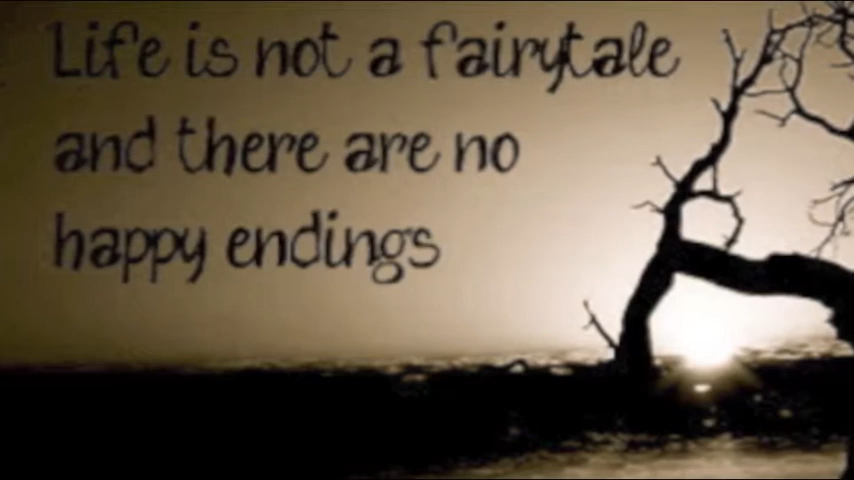 Life is not a fairytale
and there are no
happy endings